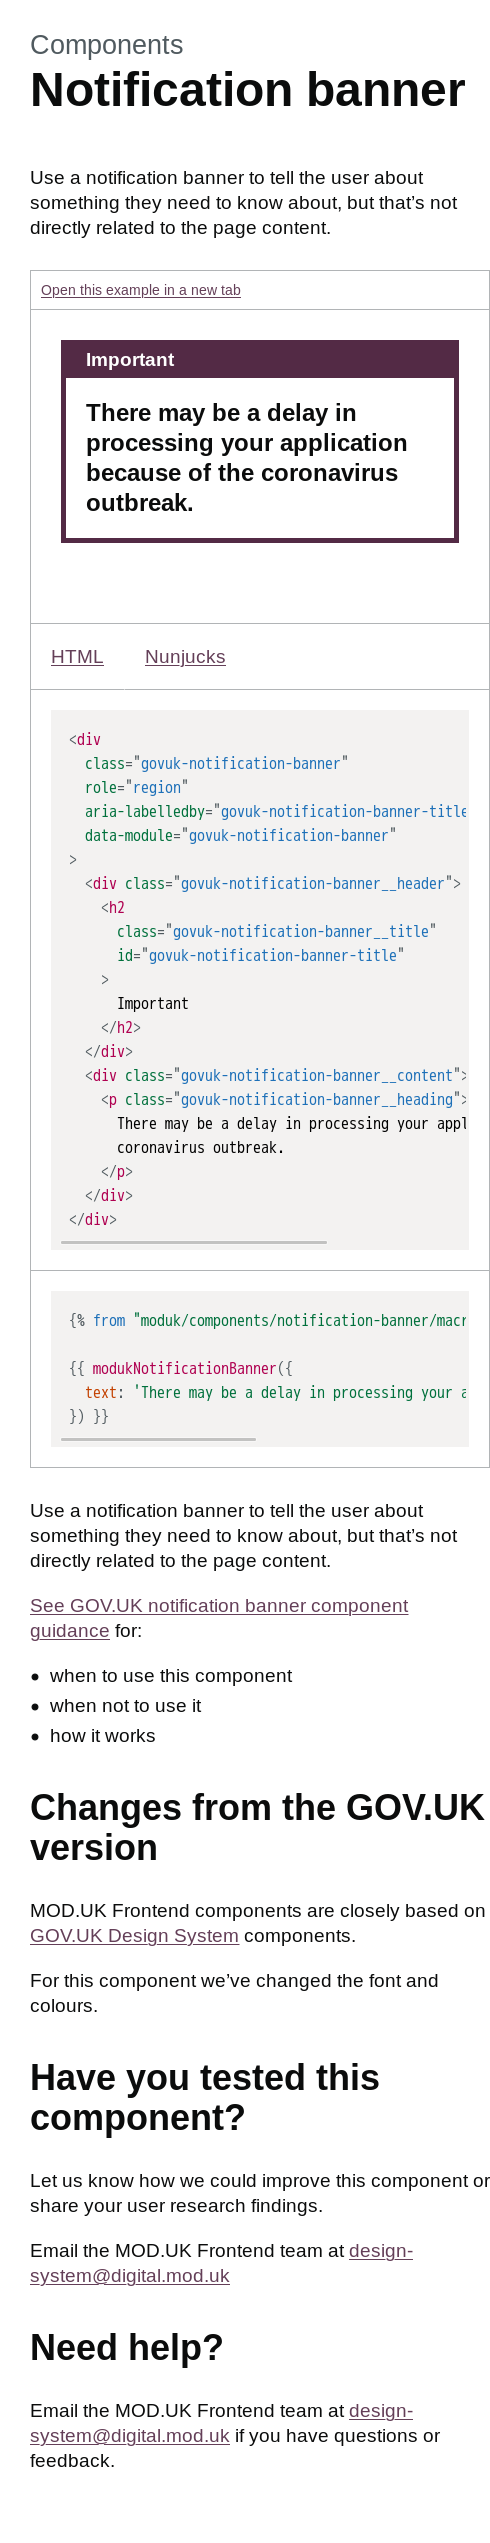 Components
Notification banner
Use a notification banner to tell the user about
something they need to know about, but that’s not
directly related to the page content.
Open this example in a new tab
Important
There may be a delay in
processing your application
because of the coronavirus
outbreak.
HTML Nunjucks
<div
  class="govuk-notification-banner"
  role="region"
  aria-labelledby="govuk-notification-banner-title
  data-module="govuk-notification-banner"
>
  <div class="govuk-notification-banner__header">
    <h2
      class="govuk-notification-banner__title"
      id="govuk-notification-banner-title"
    >
      Important
    </h2>
  </div>
  <div class="govuk-notification-banner__content">
    <p class="govuk-notification-banner__heading">
      There may be a delay in processing your appl
      coronavirus outbreak.
    </p>
  </div>
</div>
{% from "moduk/components/notification-banner/macr
{{ modukNotificationBanner({
  text: 'There may be a delay in processing your a
}) }}
Use a notification banner to tell the user about
something they need to know about, but that’s not
directly related to the page content.
See GOV.UK notification banner component
guidance for:
• when to use this component
• when not to use it
• how it works
Changes from the GOV.UK
version
MOD.UK Frontend components are closely based on
GOV.UK Design System components.
For this component we’ve changed the font and
colours.
Have you tested this
component?
Let us know how we could improve this component or
share your user research findings.
Email the MOD.UK Frontend team at design-
system@digital.mod.uk
Need help?
Email the MOD.UK Frontend team at design-
system@digital.mod.uk if you have questions or
feedback.